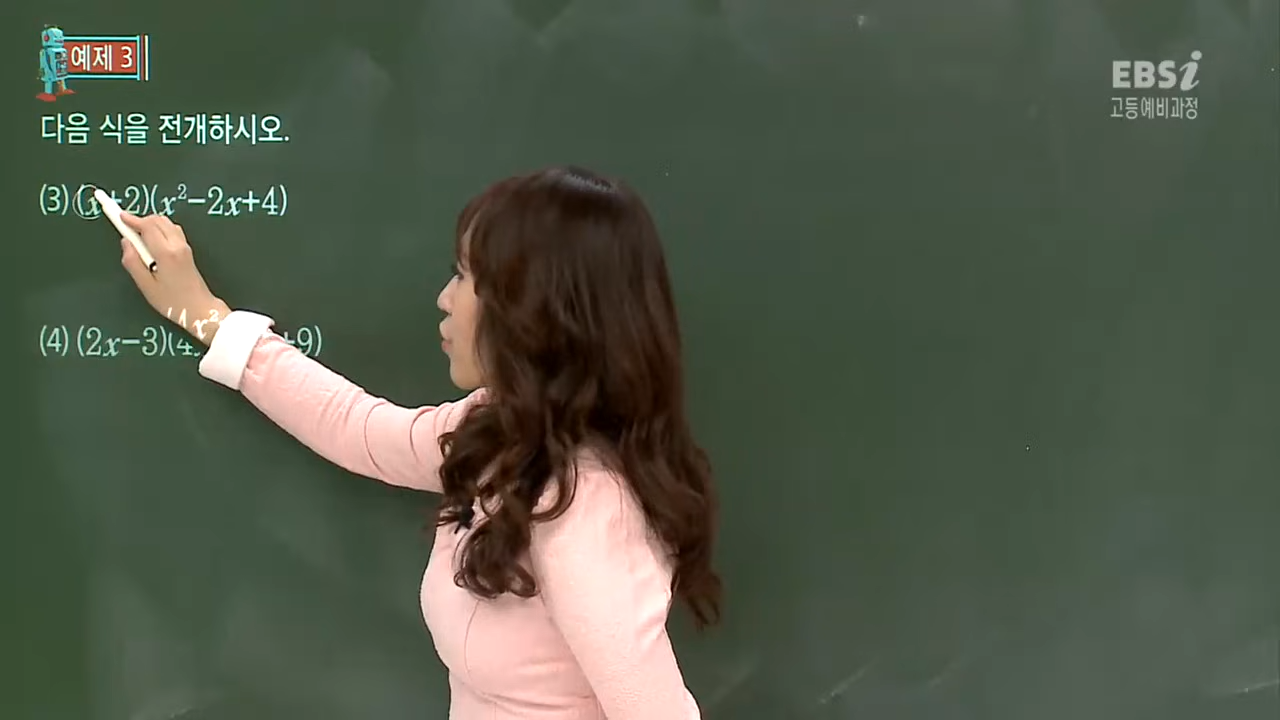 예제 3
EBSi
고등예비과정
다음 식을 전개하시오.
(3) (x+2)(x²-2x+4)
(4) (2x-3)(4x² +9)